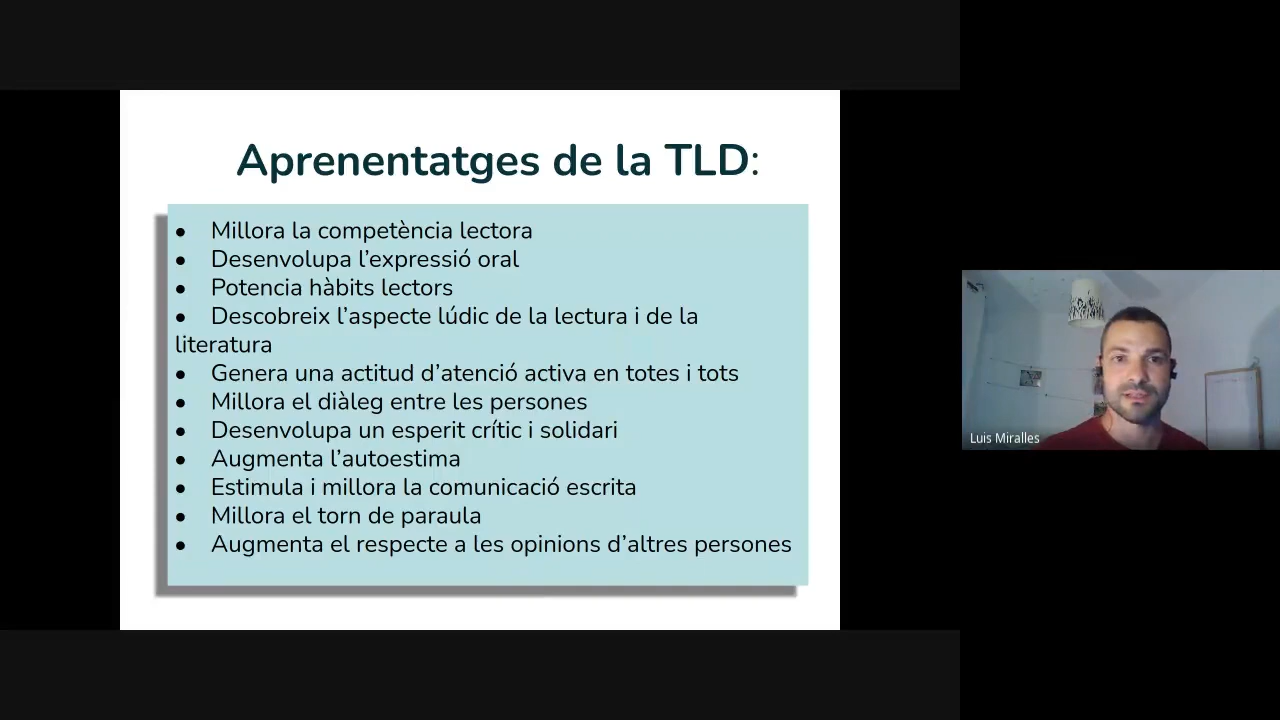 Aprenentatges de la TLD:
• Millora la competència lectora
• Desenvolupa l’expressió oral
• Potencia hàbits lectors
• Descobreix l’aspecte lúdic de la lectura i de la
literatura
• Genera una actitud d’atenció activa en totes i tots
• Millora el diàleg entre les persones
• Desenvolupa un esperit crític i solidari
• Augmenta l’autoestima
• Estimula i millora la comunicació escrita
• Millora el torn de paraula
• Augmenta el respecte a les opinions d’altres persones
Luis Miralles